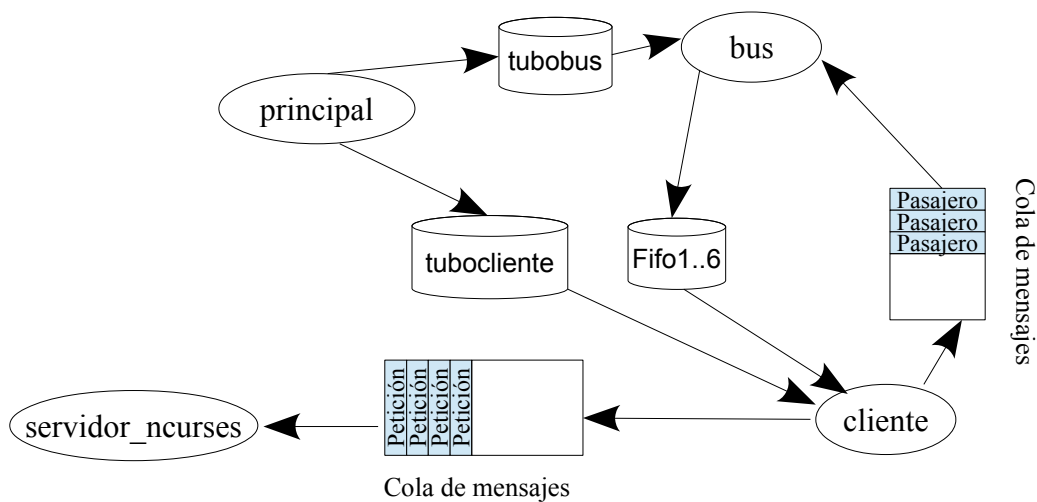 tubobus
bus
principal
Pasajero
Pasajero
Pasajero
Cola de mensajes
tubocliente
Fifo1..6
Petición
Petición
Petición
Petición
cliente
servidor_ncurses
Cola de mensajes